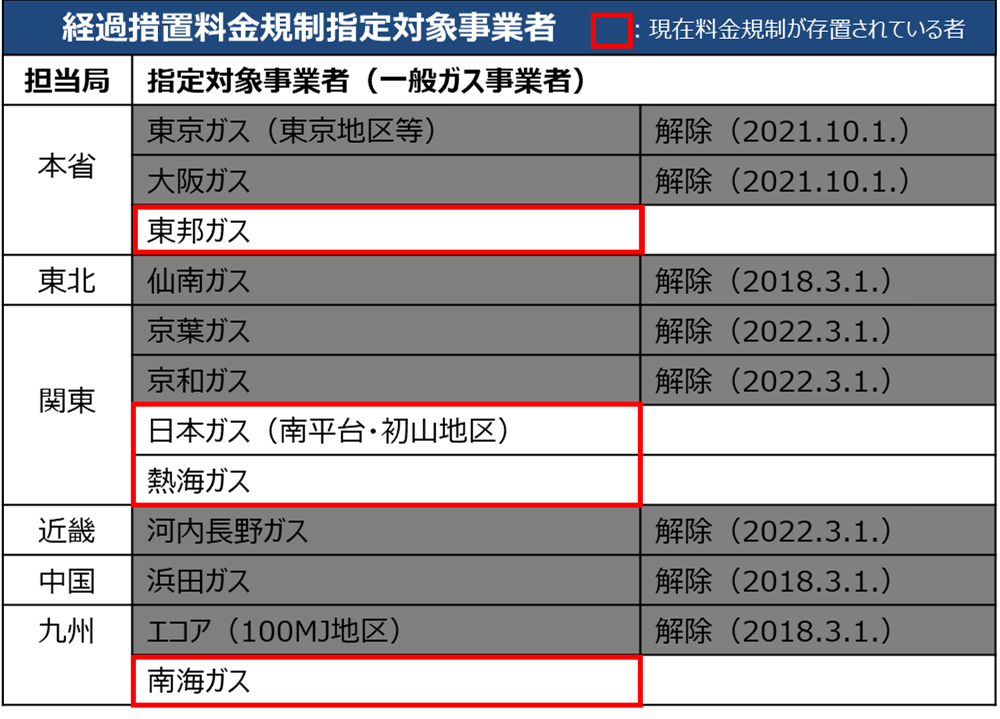 経過措置料金規制指定対象事業者 : 現在料金規制が存置されている者
担当局 指定対象事業者（一般ガス事業者）
本省 東京ガス（東京地区等） 解除（2021.10.1.）
大阪ガス 解除（2021.10.1.）
東邦ガス
東北 仙南ガス 解除（2018.3.1.）
関東 京葉ガス 解除（2022.3.1.）
京和ガス 解除（2022.3.1.）
日本ガス（南平台・初山地区）
熱海ガス
近畿 河内長野ガス 解除（2022.3.1.）
中国 浜田ガス 解除（2018.3.1.）
九州 エコア（100MJ地区） 解除（2018.3.1.）
南海ガス